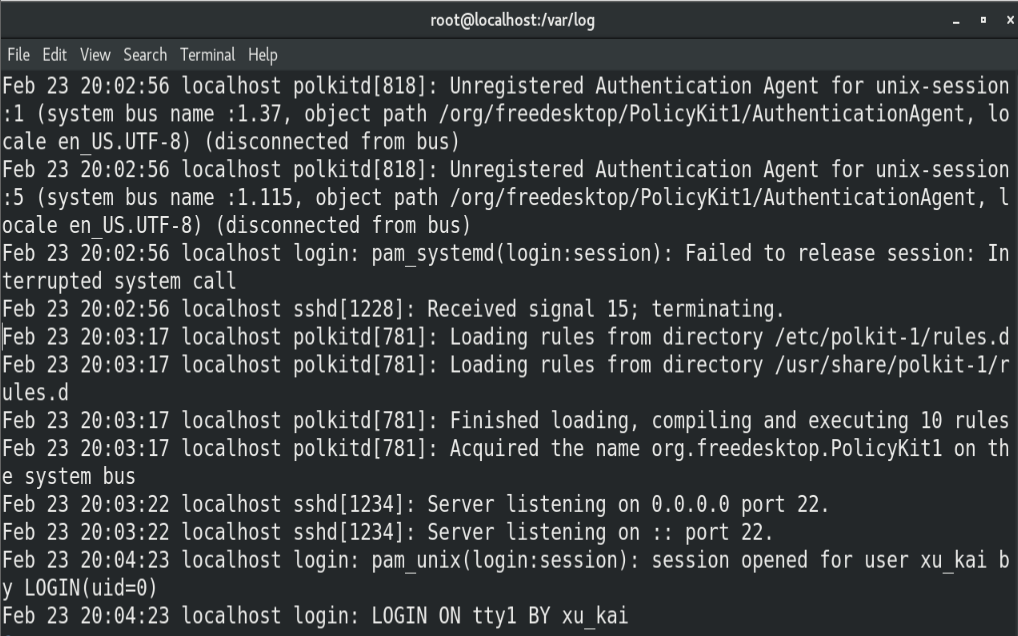 root@localhost:/var/log
File Edit View Search Terminal Help
Feb 23 20:02:56 localhost polkitd[818]: Unregistered Authentication Agent for unix-session
:1 (system bus name :1.37, object path /org/freedesktop/PolicyKit1/AuthenticationAgent, lo
cale en_US.UTF-8) (disconnected from bus)
Feb 23 20:02:56 localhost polkitd[818]: Unregistered Authentication Agent for unix-session
:5 (system bus name :1.115, object path /org/freedesktop/PolicyKit1/AuthenticationAgent, l
ocale en_US.UTF-8) (disconnected from bus)
Feb 23 20:02:56 localhost login: pam_systemd(login:session): Failed to release session: In
terrupted system call
Feb 23 20:02:56 localhost sshd[1228]: Received signal 15; terminating.
Feb 23 20:03:17 localhost polkitd[781]: Loading rules from directory /etc/polkit-1/rules.d
Feb 23 20:03:17 localhost polkitd[781]: Loading rules from directory /usr/share/polkit-1/r
ules.d
Feb 23 20:03:17 localhost polkitd[781]: Finished loading, compiling and executing 10 rules
Feb 23 20:03:17 localhost polkitd[781]: Acquired the name org.freedesktop.PolicyKit1 on th
e system bus
Feb 23 20:03:22 localhost sshd[1234]: Server listening on 0.0.0.0 port 22.
Feb 23 20:03:22 localhost sshd[1234]: Server listening on :: port 22.
Feb 23 20:04:23 localhost login: pam_unix(login:session): session opened for user xu_kai b
y LOGIN(uid=0)
Feb 23 20:04:23 localhost login: LOGIN ON tty1 BY xu_kai